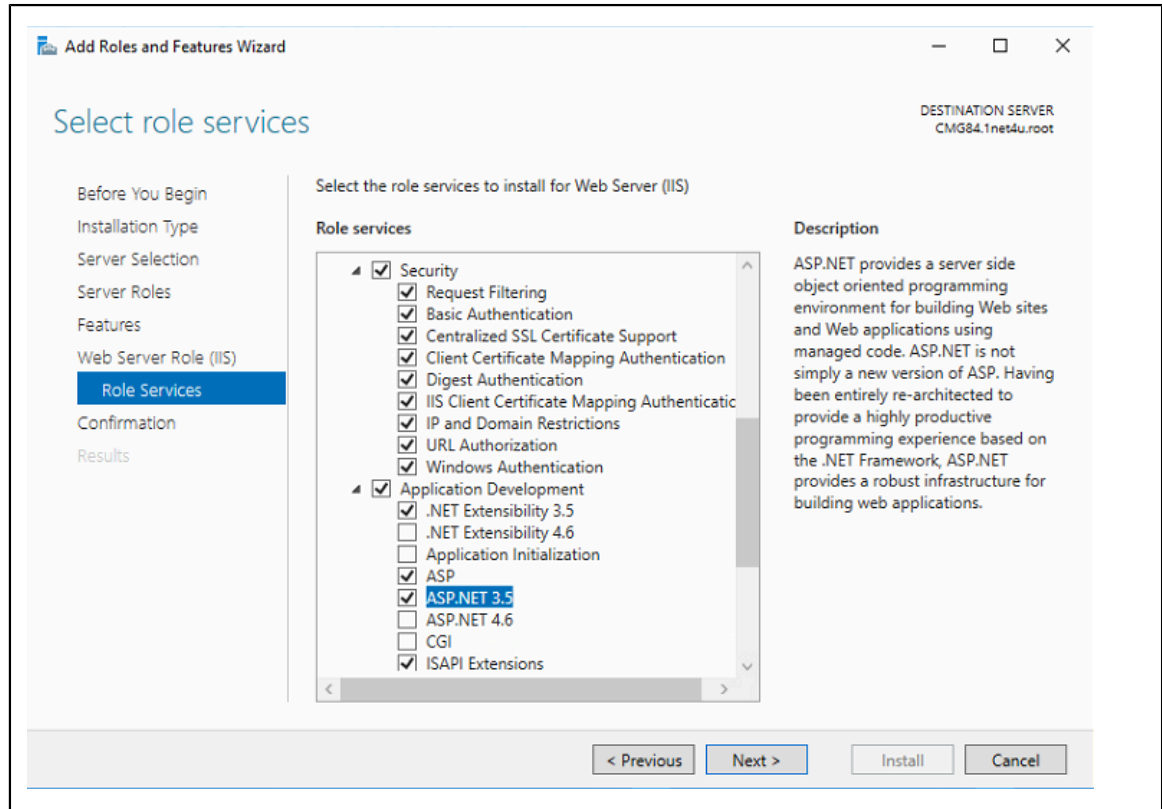 Add Roles and Features Wizard
Select role services
DESTINATION SERVER
CMG84.1net4u.root
Before You Begin
Installation Type
Server Selection
Server Roles
Features
Web Server Role (IIS)
Role Services
Confirmation
Results
Select the role services to install for Web Server (IIS)
Role services
Security
Request Filtering
Basic Authentication
Centralized SSL Certificate Support
Client Certificate Mapping Authentication
Digest Authentication
IIS Client Certificate Mapping Authenticatic
IP and Domain Restrictions
URL Authorization
Windows Authentication
Application Development
.NET Extensibility 3.5
.NET Extensibility 4.6
Application Initialization
ASP
ASP.NET 3.5
ASP.NET 4.6
CGI
ISAPI Extensions
Description
ASP.NET provides a server side
object oriented programming
environment for building Web sites
and Web applications using
managed code. ASP.NET is not
simply a new version of ASP. Having
been entirely re-architected to
provide a highly productive
programming experience based on
the .NET Framework, ASP.NET
provides a robust infrastructure for
building web applications.
< Previous
Next >
Install
Cancel